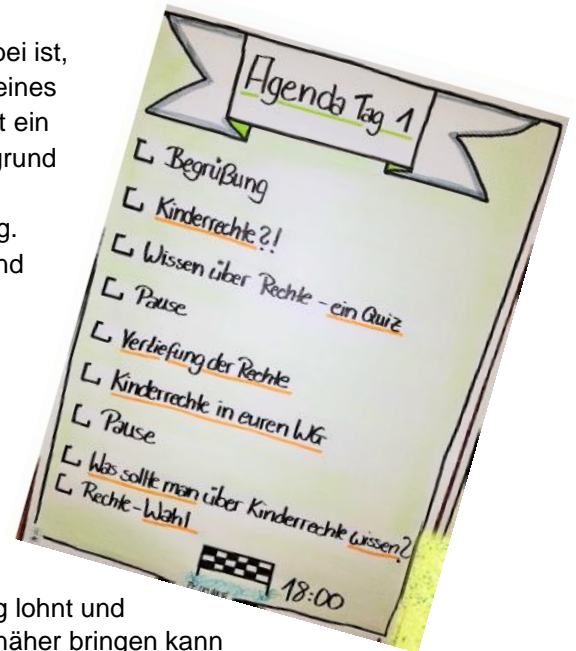 bei ist,
eines
t ein
grund
g.
nd
Agenda Tag 1
Begrüßung
Kinderrechte?!
Wissen über Rechte - ein Quiz
Pause
Vertiefung der Rechte
Kinderrechte in euren WG
Pause
Was sollte man über Kinderrechte wissen?
Rechte-Wahl
18:00
g lohnt und
näher bringen kann